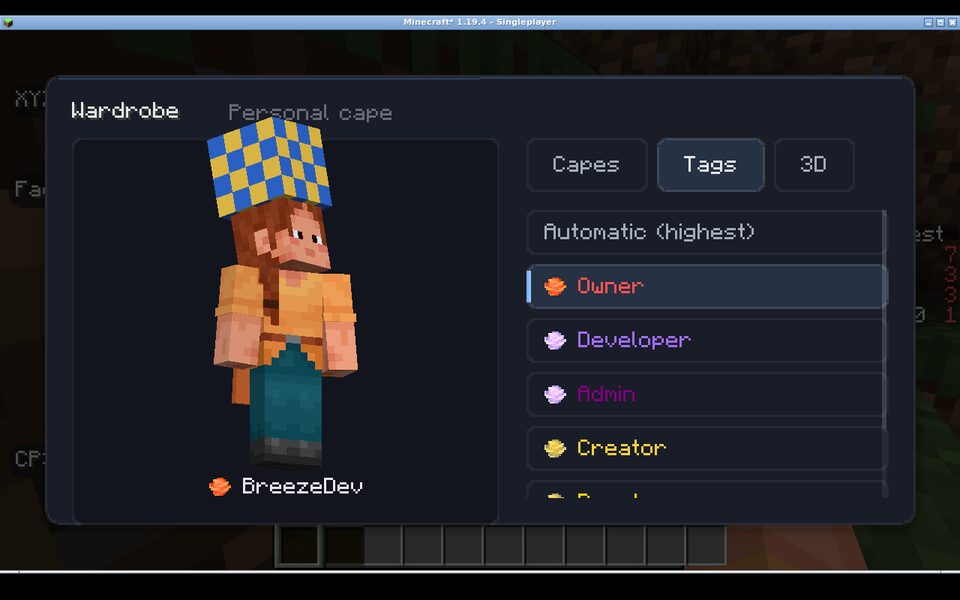 Minecraft* 1.19.4 - Singleplayer
Wardrobe
Personal cape
Capes
Tags
3D
Automatic (highest)
Owner
Developer
Admin
Creator
BreezeDev